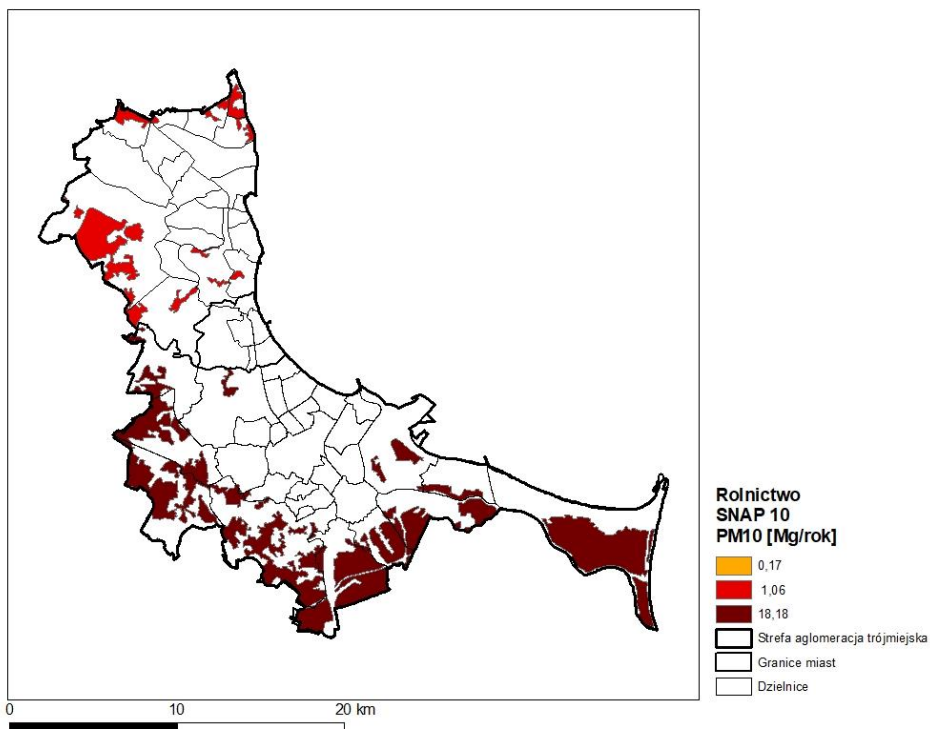 Rolnictwo
SNAP 10
PM10 [Mg/rok]
0,17
1,06
18,18
Strefa aglomeracja trójmiejska
Granice miast
Dzielnice
0 10 20 km